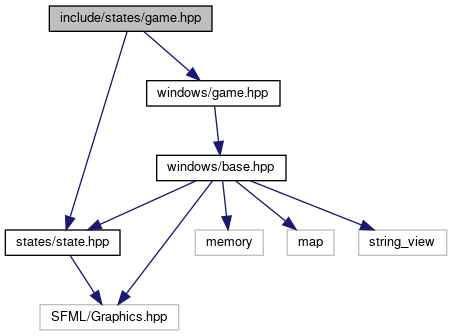 include/states/game.hpp
windows/game.hpp
windows/base.hpp
states/state.hpp
memory
map
string_view
SFML/Graphics.hpp